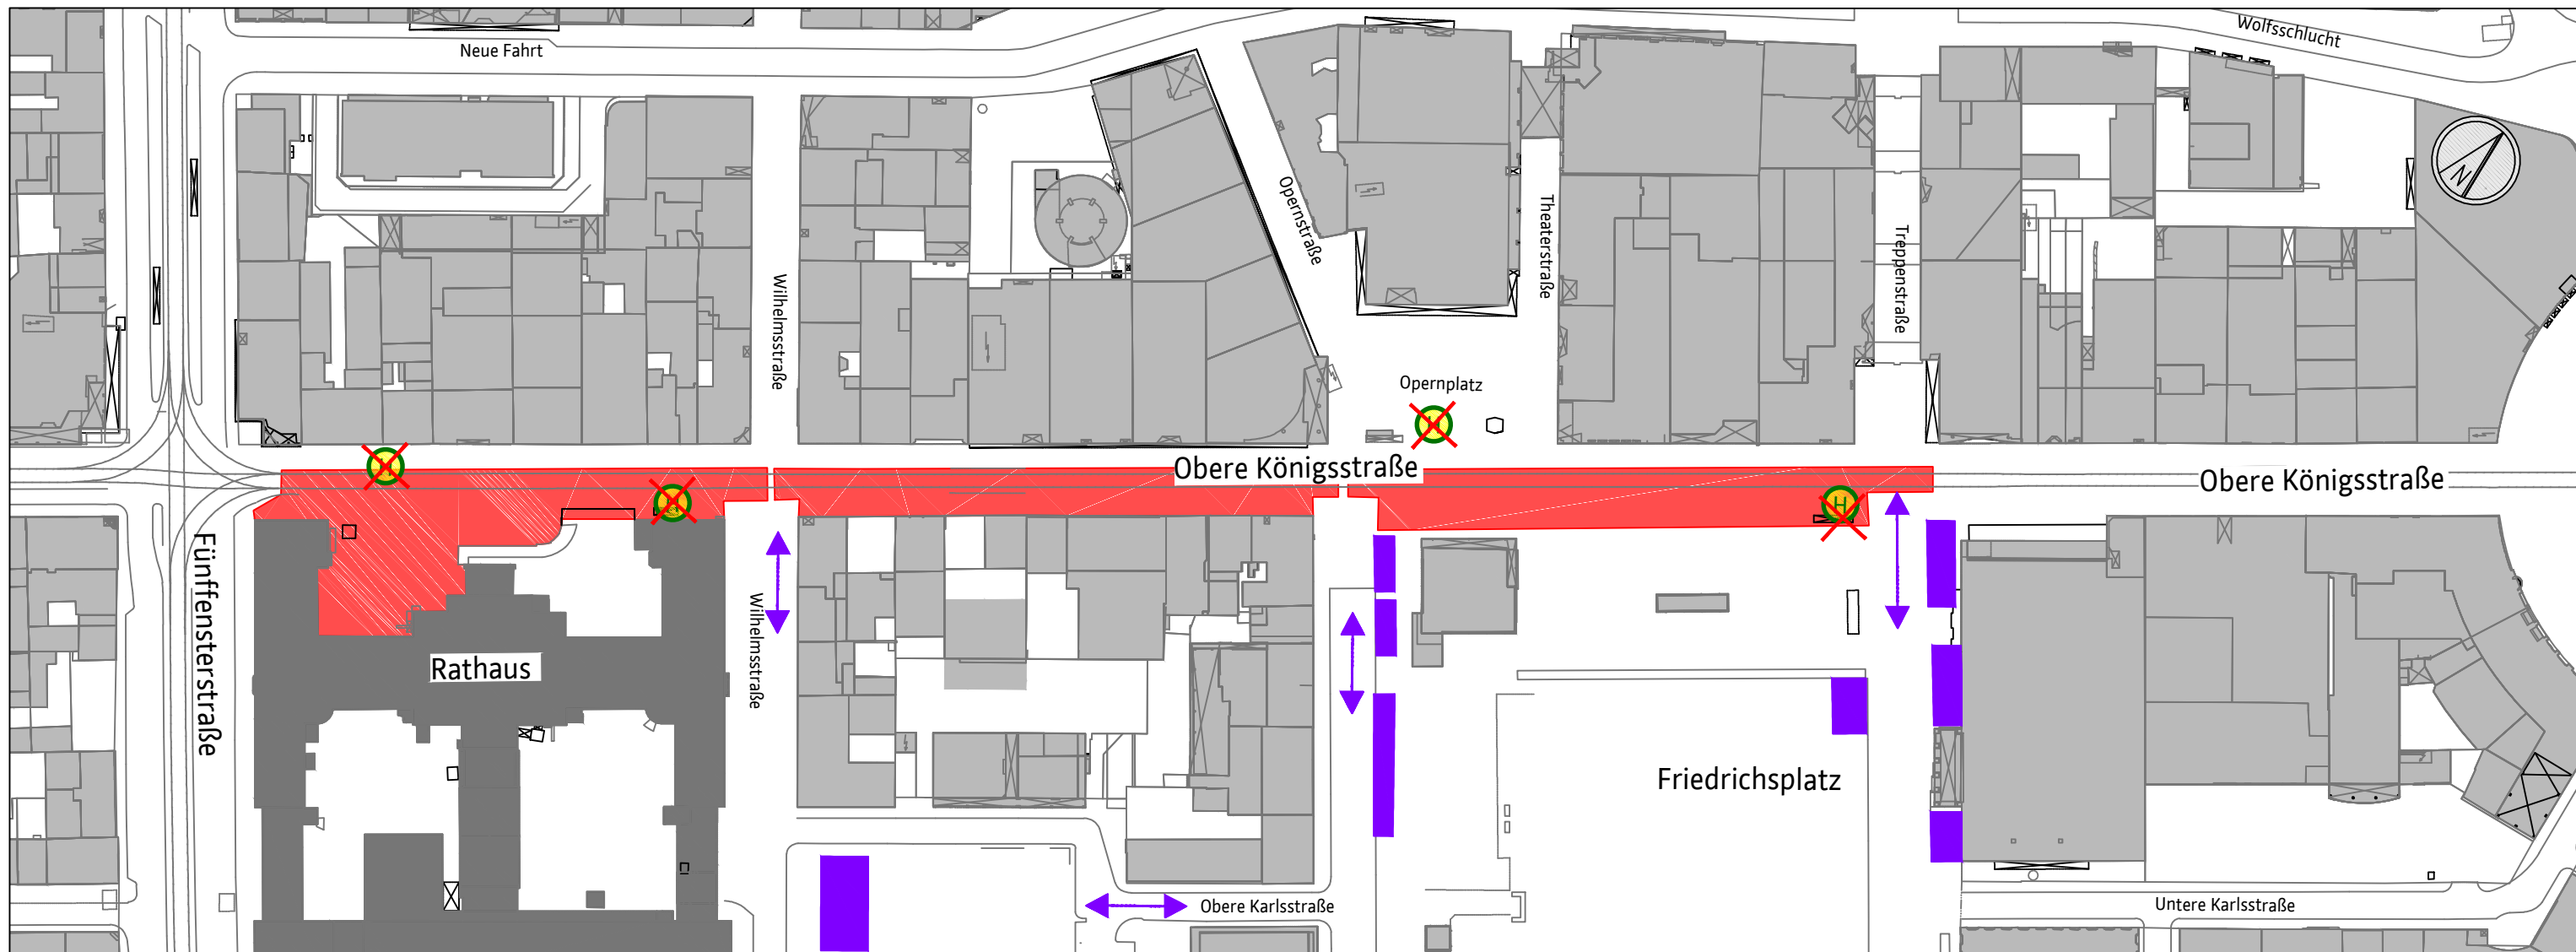 Neue Fahrt
Wolfsschlucht
N
Opernstraße
Theaterstraße
Treppenstraße
Wilhelmsstraße
Opernplatz
H
Obere Königsstraße
Obere Königsstraße
H
H
H
Fünffensterstraße
Wilhelmsstraße
Rathaus
Friedrichsplatz
Obere Karlsstraße
Untere Karlsstraße